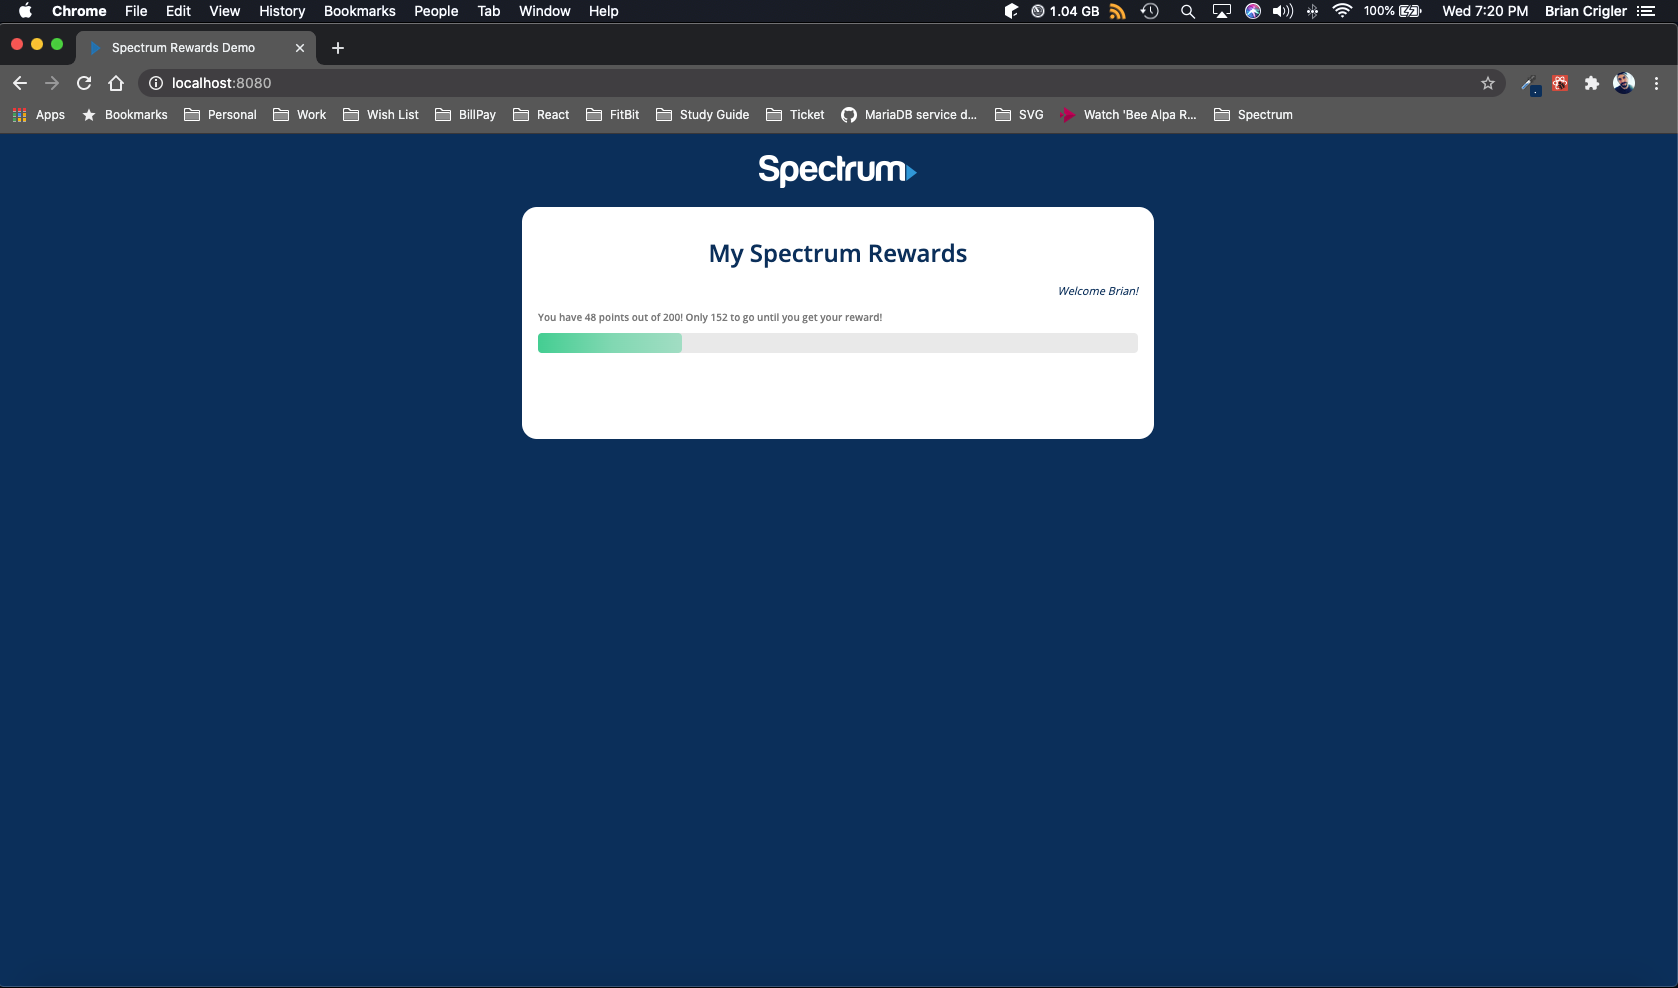 Chrome File Edit View History Bookmarks People Tab Window Help 1.04 GB 100% Wed 7:20 PM Brian Crigler
Spectrum Rewards Demo
localhost:8080
Apps Bookmarks Personal Work Wish List BillPay React FitBit Study Guide Ticket MariaDB service d... SVG Watch 'Bee Alpa R... Spectrum
Spectrum
My Spectrum Rewards
Welcome Brian!
You have 48 points out of 200! Only 152 to go until you get your reward!